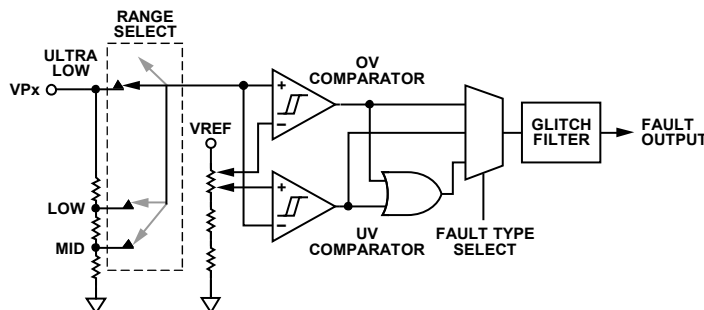 RANGE
SELECT
ULTRA
LOW
VPx
OV
COMPARATOR
+
−
VREF
GLITCH
FILTER
FAULT
OUTPUT
LOW
+
−
MID
UV
COMPARATOR
FAULT TYPE
SELECT